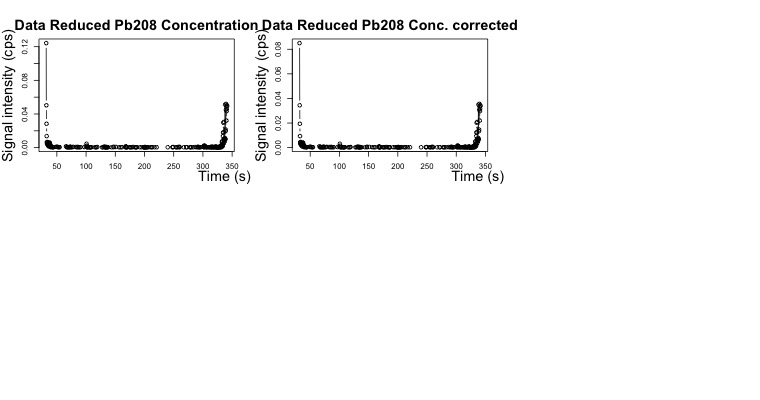 Data Reduced Pb208 Concentration
Signal intensity (cps)
0.00 0.04 0.08 0.12
50 100 150 200 250 300 350
Time (s)
Data Reduced Pb208 Conc. corrected
Signal intensity (cps)
0.00 0.02 0.04 0.06 0.08
50 100 150 200 250 300 350
Time (s)